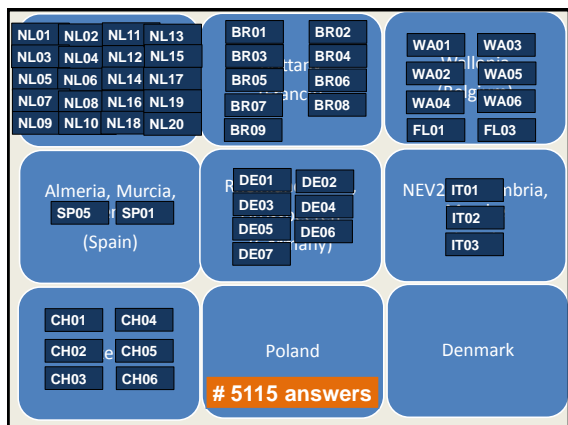 NL01 NL02 NL11 NL13
NL03 NL04 NL12 NL15
NL05 NL06 NL14 NL17
NL07 NL08 NL16 NL19
NL09 NL10 NL18 NL20
BR01 BR02
BR03 BR04
BR05 BR06
BR07 BR08
BR09
WA01 WA03
WA02 WA05
WA04 WA06
FL01 FL03
Almeria, Murcia,
SP05 SP01
(Spain)
DE01 DE02
DE03 DE04
DE05 DE06
DE07
IT01
IT02
IT03
CH01 CH04
CH02 CH05
CH03 CH06
Poland
# 5115 answers
Denmark